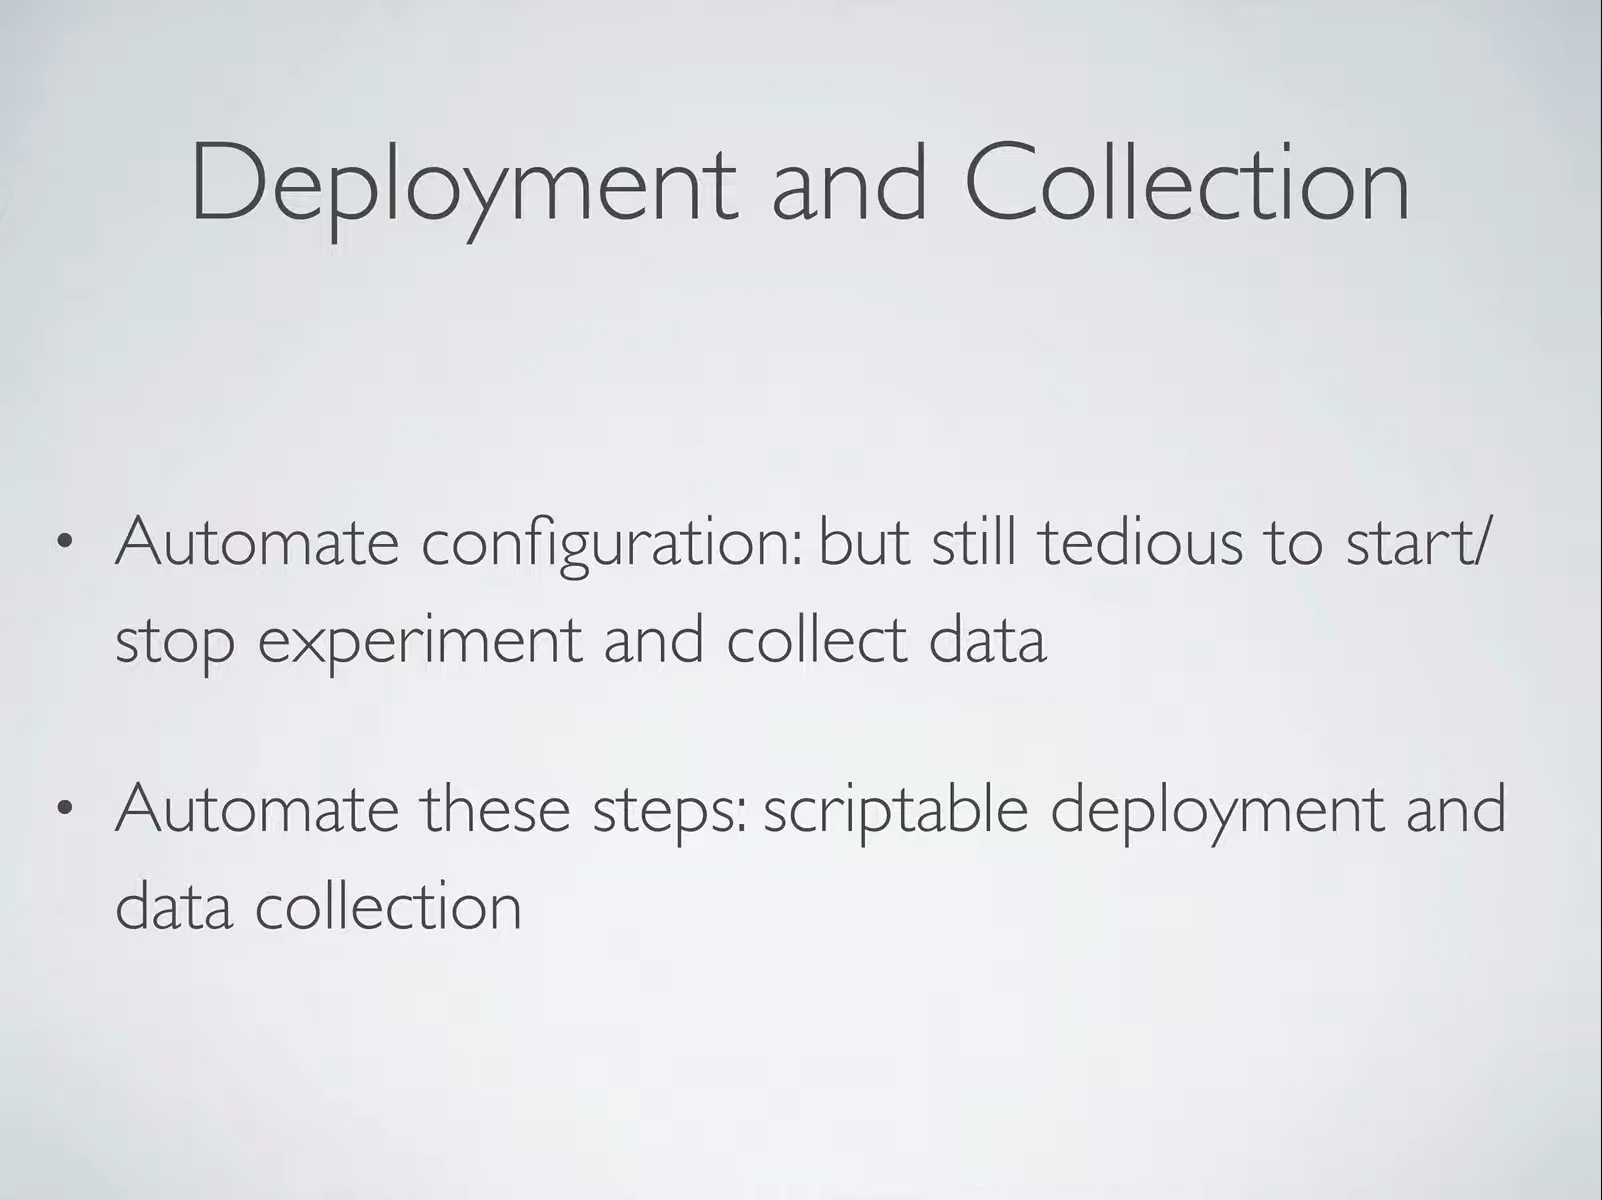 Deployment and Collection
• Automate configuration: but still tedious to start/
stop experiment and collect data
• Automate these steps: scriptable deployment and
data collection